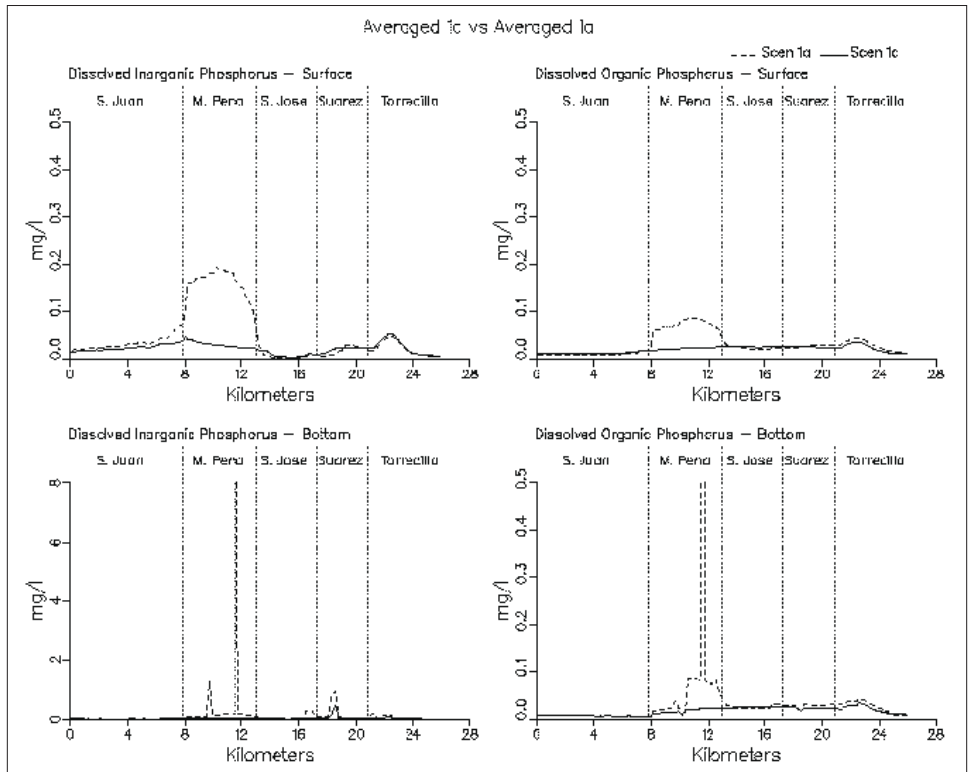 Averaged 1c vs Averaged 1a
Scen 1a Scen 1c
Dissolved Inorganic Phosphorus – Surface
S. Juan M. Pena S. Jose Suarez Torrecilla
mg/l
0.5
0.4
0.3
0.2
0.1
0.0
0 4 8 12 16 20 24 28
Kilometers
Dissolved Organic Phosphorus – Surface
S. Juan M. Pena S. Jose Suarez Torrecilla
mg/l
0.5
0.4
0.3
0.2
0.1
0.0
0 4 8 12 16 20 24 28
Kilometers
Dissolved Inorganic Phosphorus – Bottom
S. Juan M. Pena S. Jose Suarez Torrecilla
mg/l
8
6
4
2
0
0 4 8 12 16 20 24 28
Kilometers
Dissolved Organic Phosphorus – Bottom
S. Juan M. Pena S. Jose Suarez Torrecilla
mg/l
0.5
0.4
0.3
0.2
0.1
0.0
0 4 8 12 16 20 24 28
Kilometers